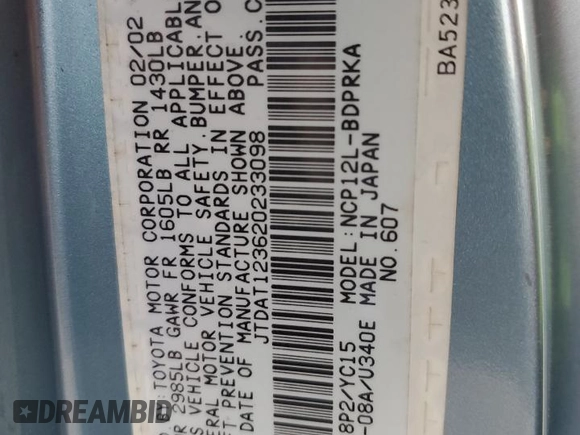 :TOYOTA MOTOR CORPORATION 02/02
2985LB GAWR FR 1605LB RR 1430LB
S VEHICLE CONFORMS TO ALL APPLICABL
ERAL MOTOR VEHICLE SAFETY, BUMPER, AN
T PREVENTION STANDARDS IN EFFECT O
DATE OF MANUFACTURE SHOWN ABOVE.
JTDAT123620233098 PASS.C
8P2/YC15 MODEL:NCP12L-BDPRKA
-08A/U340E MADE IN JAPAN
NO.607
BA523
AutoHelperBot.com